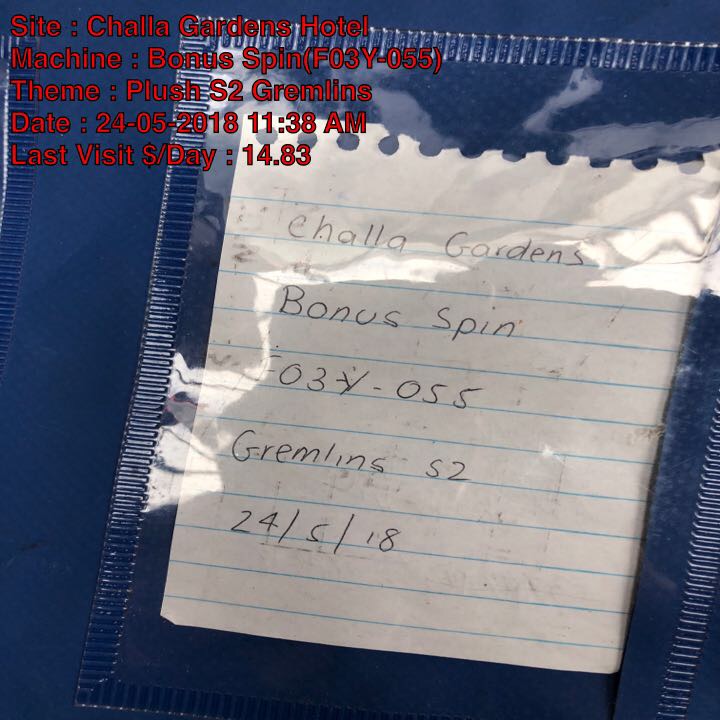 Site : Challa Gardens Hotel
Machine : Bonus Spin(F03Y-055)
Theme : Plush S2 Gremlins
Date : 24-05-2018 11:38 AM
Last Visit $/Day : 14.83
Challa Gardens
Bonus Spin
F03Y-055
Gremlins S2
24/5/18